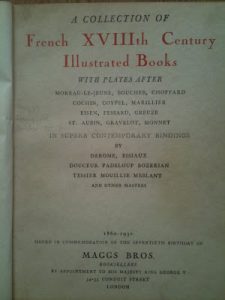 A COLLECTION OF
French XVIIIth Century
Illustrated Books
WITH PLATES AFTER
MOREAU-LE-JEUNE, BOUCHER, CHOFFARD
COCHIN, COYPEL, MARILLIER
EISEN, FESSARD, GREUZE
ST. AUBIN, GRAVELOT, MONNET
IN SUPERB CONTEMPORARY BINDINGS
BY
DEROME, BISIAUX
DOUCEUR PADELOUP BOZERIAN
TESSIER MOUILLIE MESLANT
AND OTHER MASTERS
1860-1930
ISSUED IN COMMEMORATION OF THE SEVENTIETH BIRTHDAY OF
MAGGS BROS.
BOOKSELLERS
BY APPOINTMENT TO HIS MAJESTY KING GEORGE V
34-35 CONDUIT STREET
LONDON